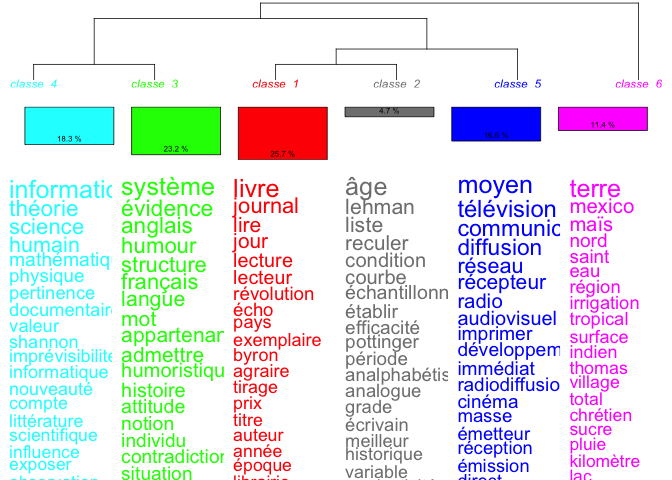 classe 4
classe 3
classe 1
classe 2
classe 5
classe 6
18.3 %
23.2 %
25.7 %
4.7 %
11.4 %
informatic
théorie
science
humain
mathématiq
physique
pertinence
documentair
valeur
shannon
imprévisibilité
informatique
nouveauté
compte
littérature
scientifique
influence
exposer
observation
système
évidence
anglais
humour
structure
français
langue
mot
appartenan
admettre
humoristiqu
histoire
attitude
notion
individu
contradiction
situation
livre
journal
lire
jour
lecture
lecteur
révolution
écho
pays
exemplaire
byron
agraire
tirage
prix
titre
auteur
année
époque
librairie
âge
lehman
liste
reculer
condition
courbe
échantillonn
établir
efficacité
pottinger
période
analphabétis
analogue
grade
écrivain
meilleur
historique
variable
moyen
télévision
communic
diffusion
réseau
récepteur
radio
audiovisuel
imprimer
développem
immédiat
radiodiffusio
cinéma
masse
émetteur
réception
émission
direct
terre
mexico
maïs
nord
saint
eau
région
irrigation
tropical
surface
indien
thomas
village
total
chrétien
sucre
pluie
kilomètre
lac